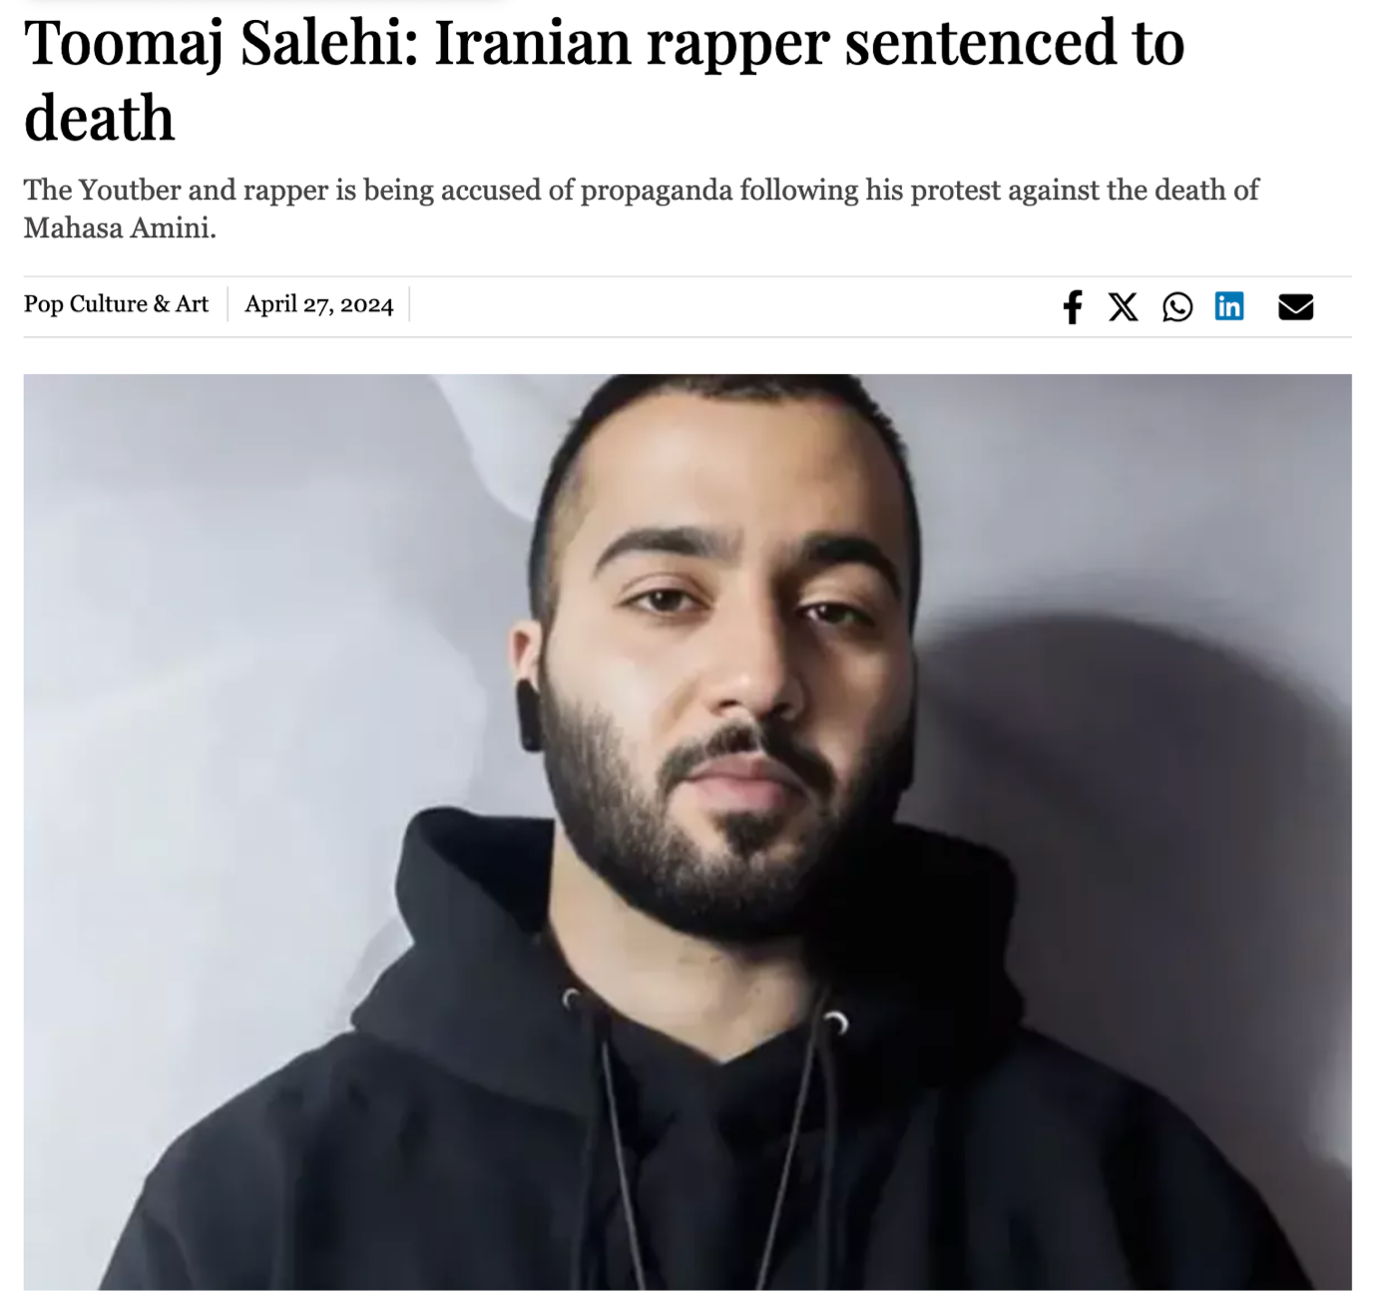 Toomaj Salehi: Iranian rapper sentenced to
death
The Youtber and rapper is being accused of propaganda following his protest against the death of
Mahasa Amini.
Pop Culture & Art
April 27, 2024